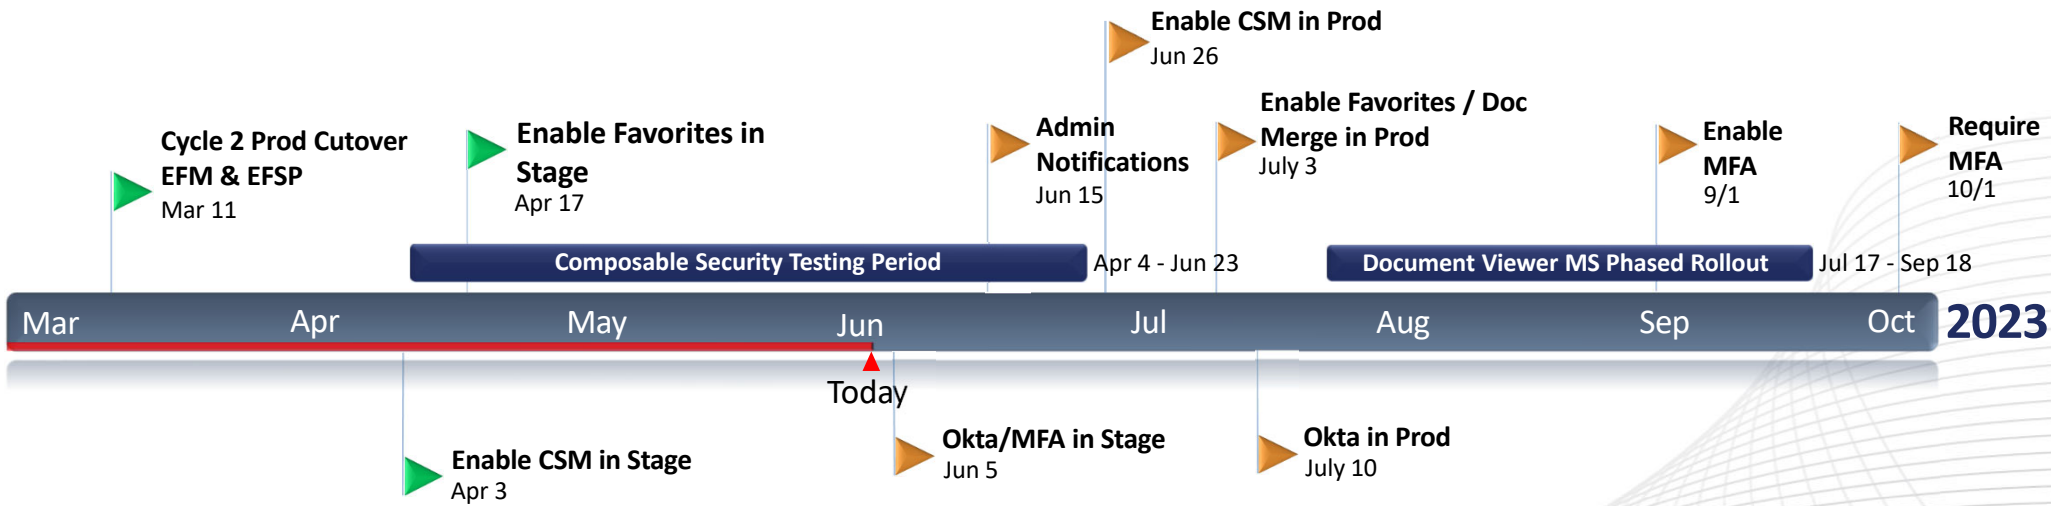 Enable CSM in Prod
Jun 26
Cycle 2 Prod Cutover
EFM & EFSP
Mar 11
Enable Favorites in
Stage
Apr 17
Admin
Notifications
Jun 15
Enable Favorites / Doc
Merge in Prod
July 3
Enable
MFA
9/1
Require
MFA
10/1
Composable Security Testing Period
Apr 4 - Jun 23
Document Viewer MS Phased Rollout
Jul 17 - Sep 18
Mar
Apr
May
Jun
Jul
Aug
Sep
Oct
2023
Today
Enable CSM in Stage
Apr 3
Okta/MFA in Stage
Jun 5
Okta in Prod
July 10